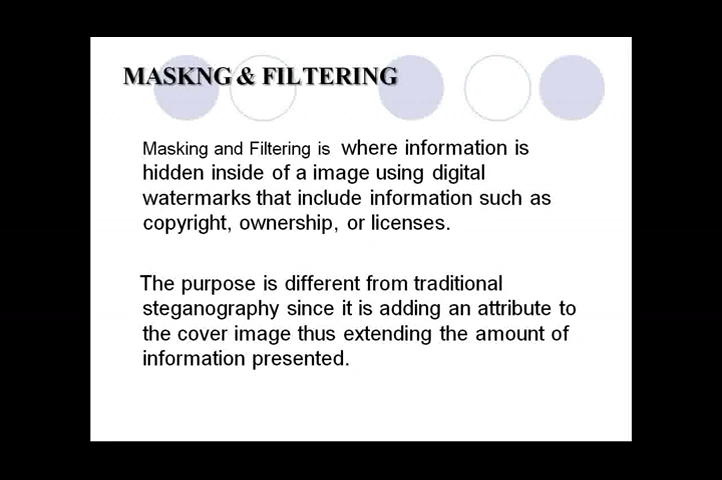 MASKNG & FILTERING
Masking and Filtering is where information is
hidden inside of a image using digital
watermarks that include information such as
copyright, ownership, or licenses.
The purpose is different from traditional
steganography since it is adding an attribute to
the cover image thus extending the amount of
information presented.